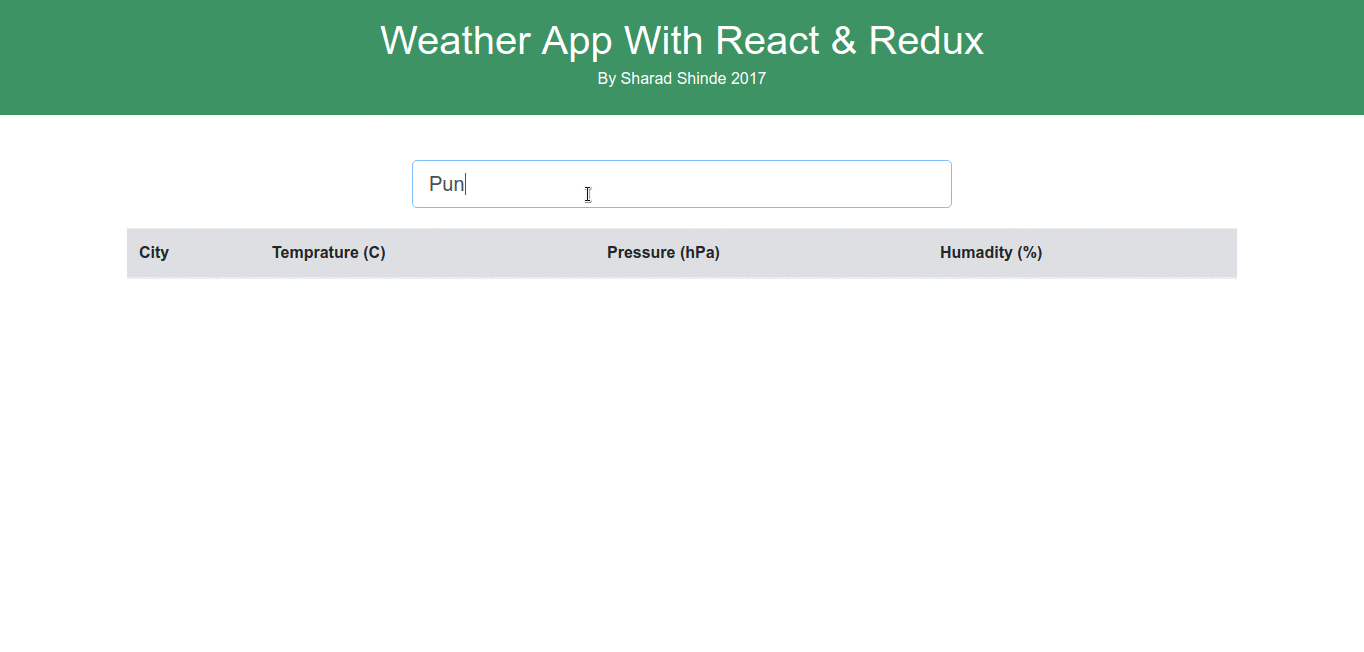 Weather App With React & Redux
By Sharad Shinde 2017
Pun
City Temprature (C) Pressure (hPa) Humadity (%)